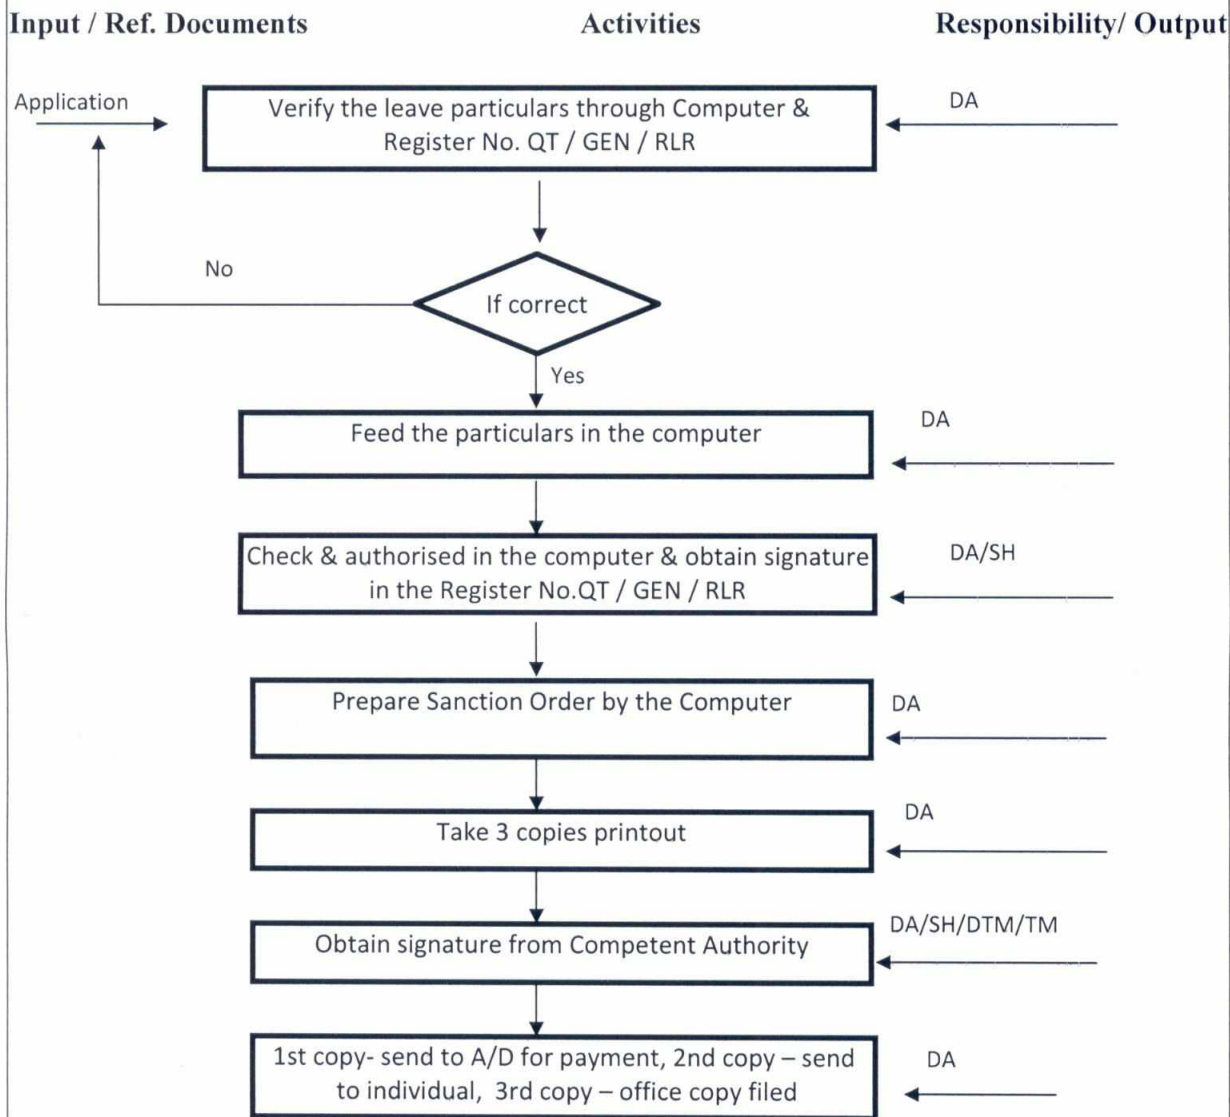 Input / Ref. Documents
Activities
Responsibility/ Output
Application
Verify the leave particulars through Computer &
Register No. QT / GEN / RLR
DA
No
If correct
Yes
Feed the particulars in the computer
DA
Check & authorised in the computer & obtain signature
in the Register No.QT / GEN / RLR
DA/SH
Prepare Sanction Order by the Computer
DA
Take 3 copies printout
DA
Obtain signature from Competent Authority
DA/SH/DTM/TM
1st copy- send to A/D for payment, 2nd copy – send
to individual, 3rd copy – office copy filed
DA